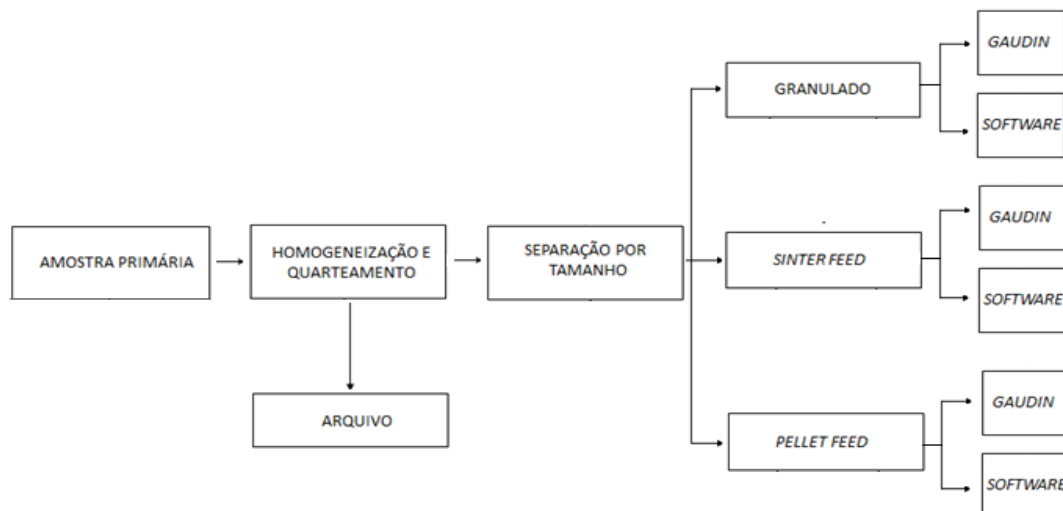 AMOSTRA PRIMÁRIA
HOMOGENEIZAÇÃO E
QUARTEAMENTO
ARQUIVO
SEPARAÇÃO POR
TAMANHO
GRANULADO
GAUDIN
SOFTWARE
SINTER FEED
GAUDIN
SOFTWARE
PELLET FEED
GAUDIN
SOFTWARE